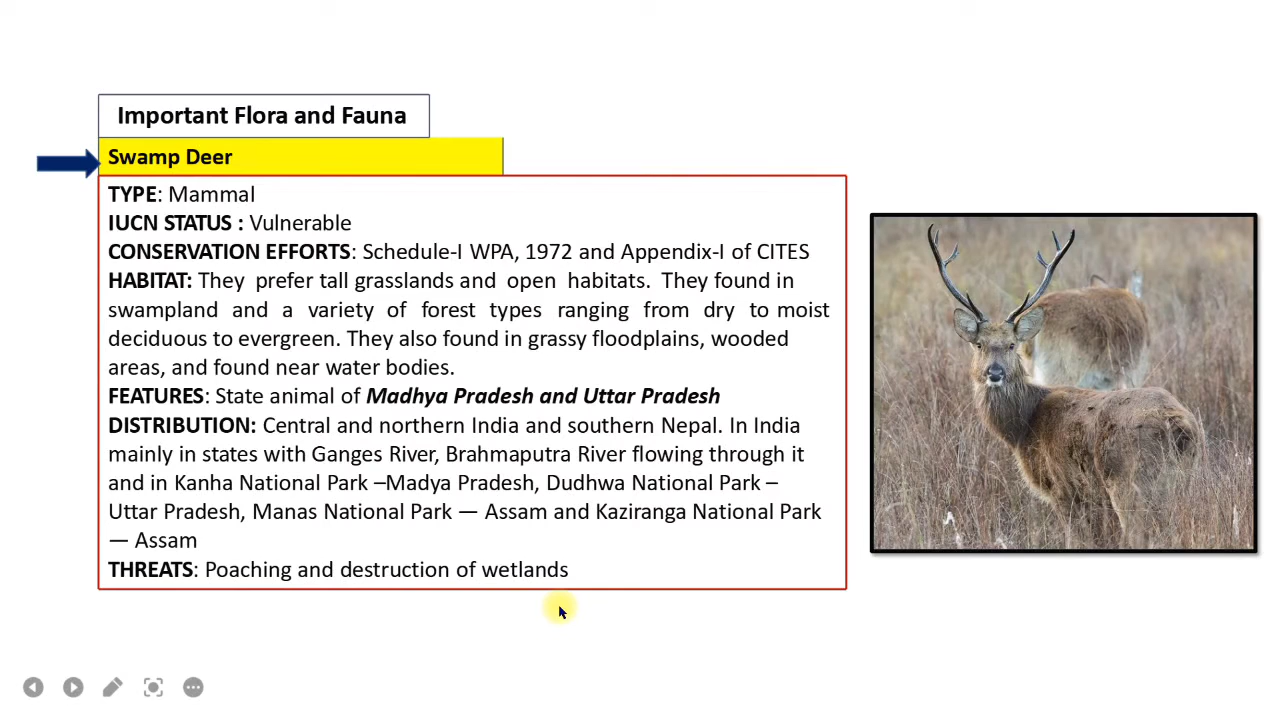 Important Flora and Fauna
Swamp Deer
TYPE: Mammal
IUCN STATUS : Vulnerable
CONSERVATION EFFORTS: Schedule-I WPA, 1972 and Appendix-I of CITES
HABITAT: They prefer tall grasslands and open habitats. They found in
swampland and a variety of forest types ranging from dry to moist
deciduous to evergreen. They also found in grassy floodplains, wooded
areas, and found near water bodies.
FEATURES: State animal of Madhya Pradesh and Uttar Pradesh
DISTRIBUTION: Central and northern India and southern Nepal. In India
mainly in states with Ganges River, Brahmaputra River flowing through it
and in Kanha National Park –Madya Pradesh, Dudhwa National Park –
Uttar Pradesh, Manas National Park — Assam and Kaziranga National Park
— Assam
THREATS: Poaching and destruction of wetlands